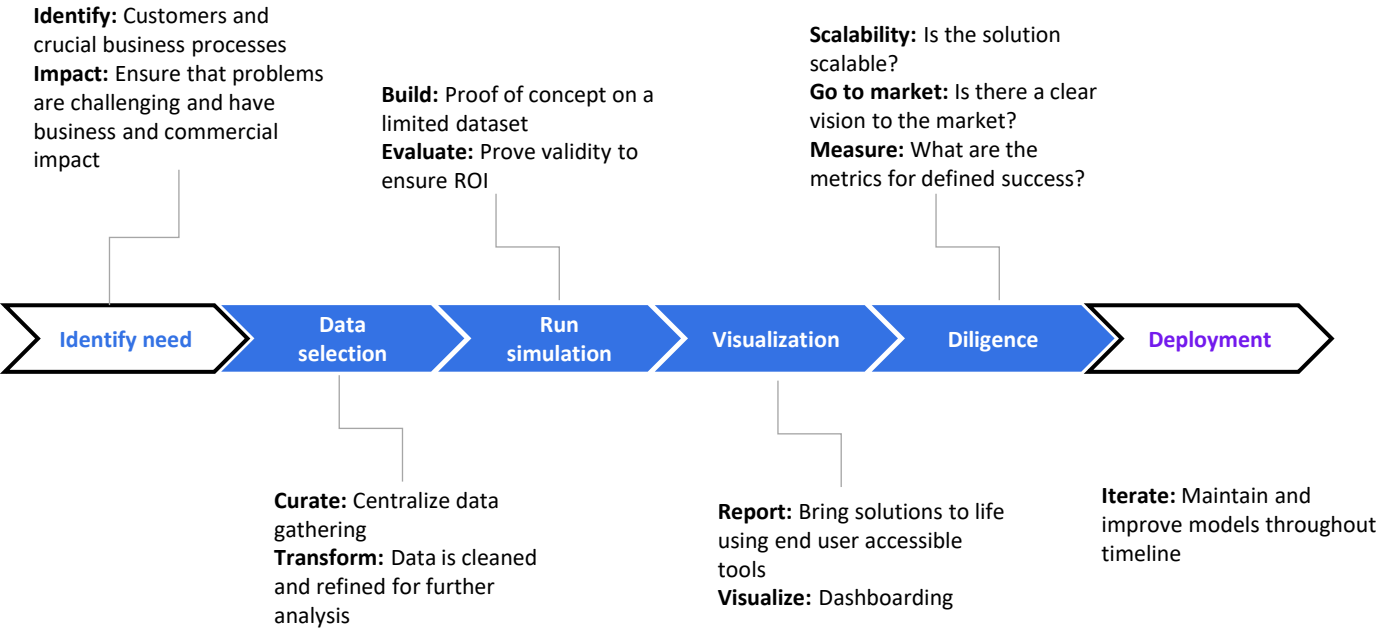 Identify: Customers and
crucial business processes
Impact: Ensure that problems
are challenging and have
business and commercial
impact
Build: Proof of concept on a
limited dataset
Evaluate: Prove validity to
ensure ROI
Scalability: Is the solution
scalable?
Go to market: Is there a clear
vision to the market?
Measure: What are the
metrics for defined success?
Identify need
Data
selection
Run
simulation
Visualization
Diligence
Deployment
Curate: Centralize data
gathering
Transform: Data is cleaned
and refined for further
analysis
Report: Bring solutions to life
using end user accessible
tools
Visualize: Dashboarding
Iterate: Maintain and
improve models throughout
timeline